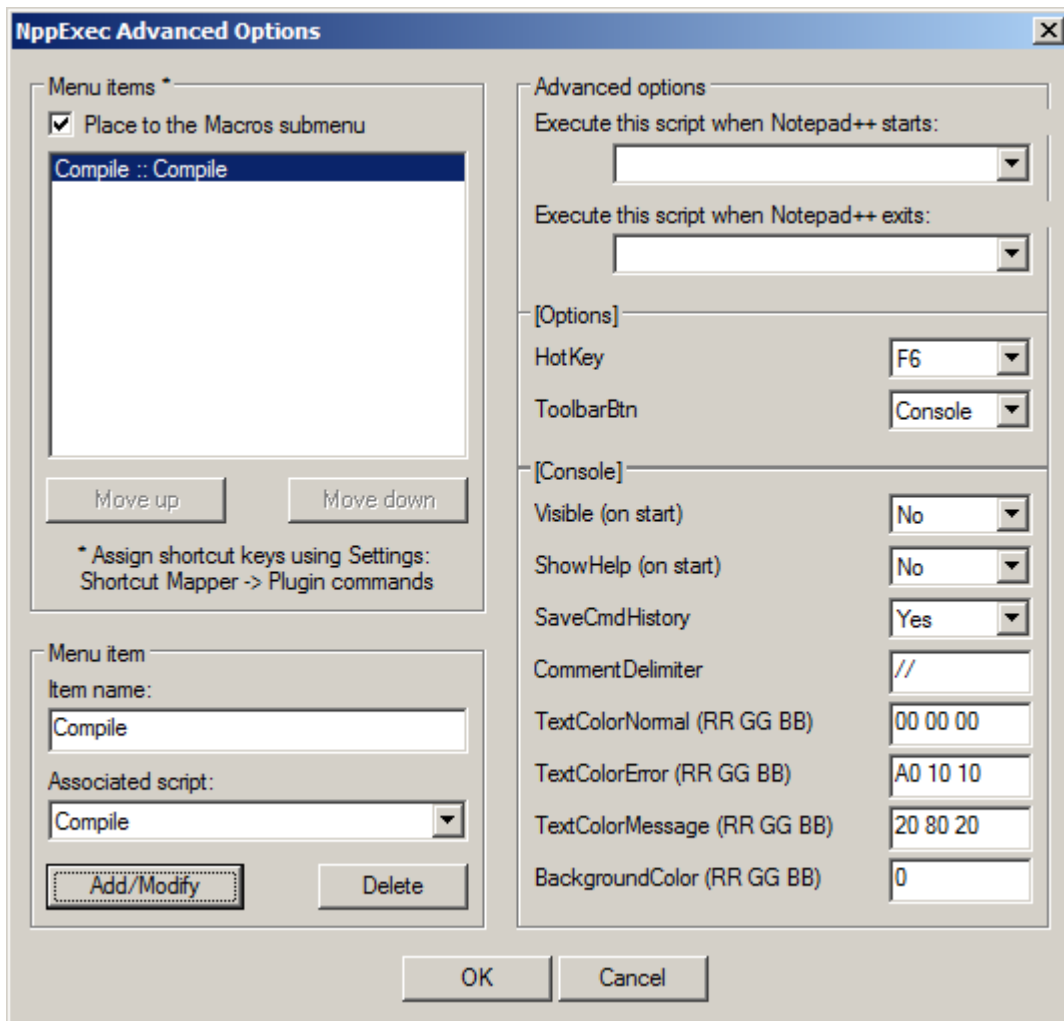 NppExec Advanced Options
Menu items *
Place to the Macros submenu
Compile :: Compile
Move up
Move down
* Assign shortcut keys using Settings:
Shortcut Mapper -> Plugin commands
Menu item
Item name:
Compile
Associated script:
Compile
Add/Modify
Delete
Advanced options
Execute this script when Notepad++ starts:
Execute this script when Notepad++ exits:
[Options]
HotKey
F6
ToolbarBtn
Console
[Console]
Visible (on start)
No
ShowHelp (on start)
No
SaveCmdHistory
Yes
CommentDelimiter
//
TextColorNormal (RR GG BB)
00 00 00
TextColorError (RR GG BB)
A0 10 10
TextColorMessage (RR GG BB)
20 80 20
BackgroundColor (RR GG BB)
0
OK
Cancel